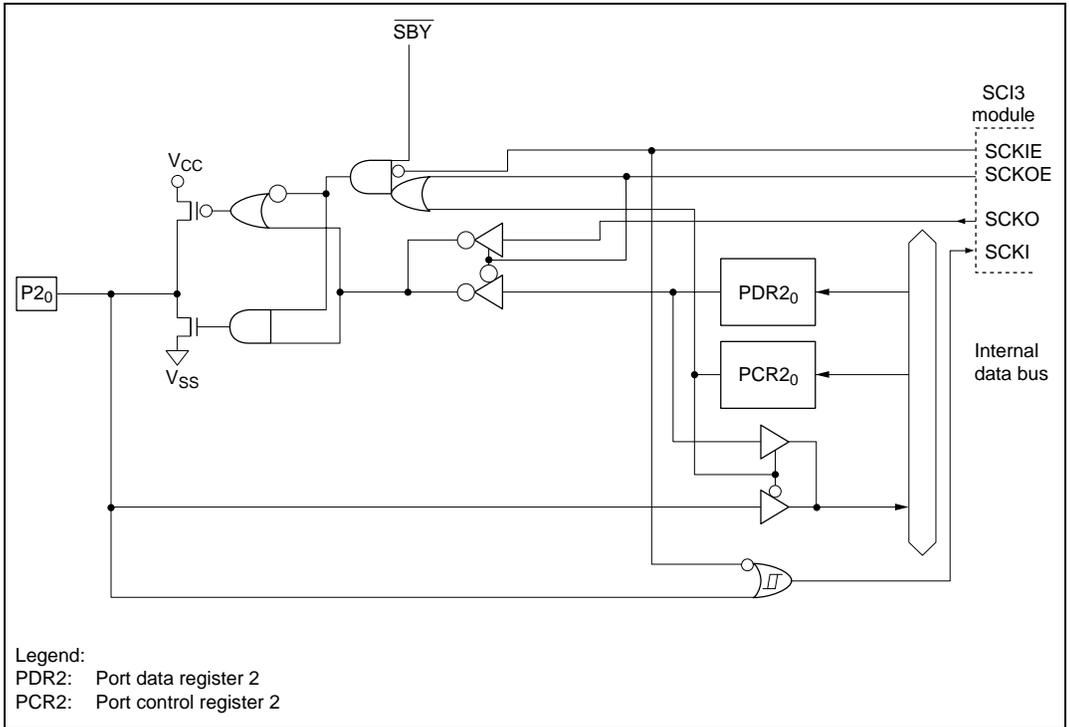 SBY
SCI3
module
SCKIE
SCKOE
SCKO
SCKI
VCC
P20
VSS
PDR20
PCR20
Internal
data bus
Legend:
PDR2: Port data register 2
PCR2: Port control register 2